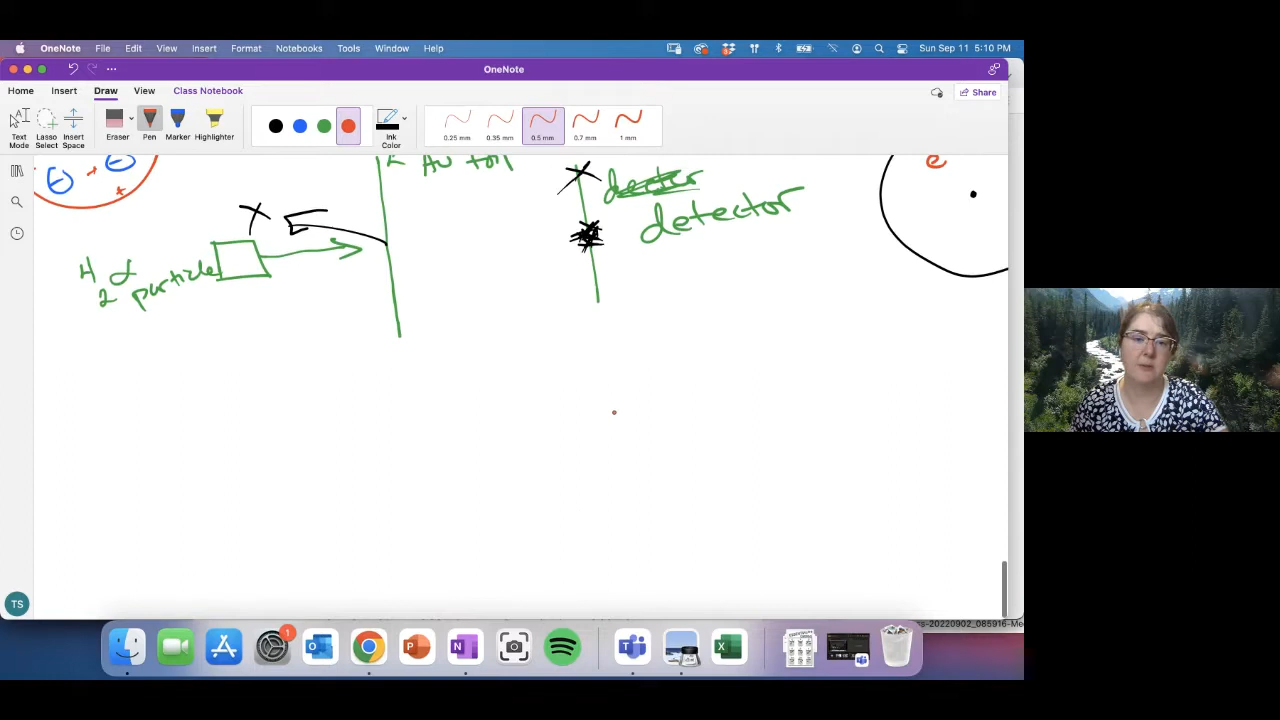 OneNote File Edit View Insert Format Notebooks Tools Window Help Sun Sep 11 5:10 PM
OneNote
Home Insert Draw View Class Notebook Share
Text Mode
Lasso Select
Insert Space
Eraser
Pen
Marker
Highlighter
Ink Color
0.25 mm
0.35 mm
0.5 mm
0.7 mm
1 mm
Au foil
e
detector
4
2
α particle
TS
1